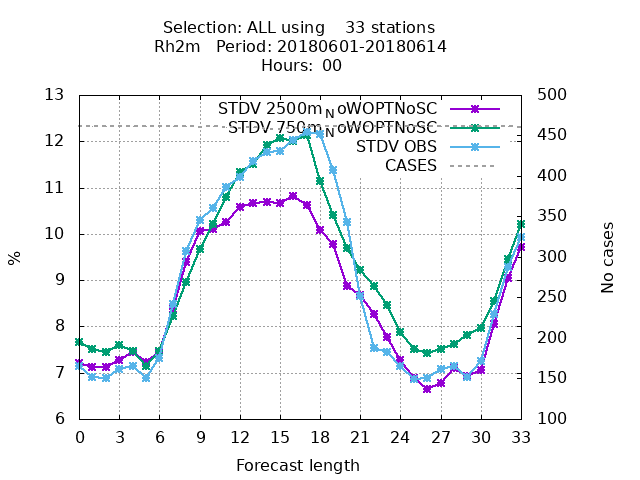 Selection: ALL using    33 stations
Rh2m   Period: 20180601-20180614
Hours: 00
STDV 2500m_NoWOPTNoSC
STDV 750m_NoWOPTNoSC
STDV OBS
CASES
13
12
11
10
9
8
7
6
%
500
450
400
350
300
250
200
150
100
No cases
0 3 6 9 12 15 18 21 24 27 30 33
Forecast length